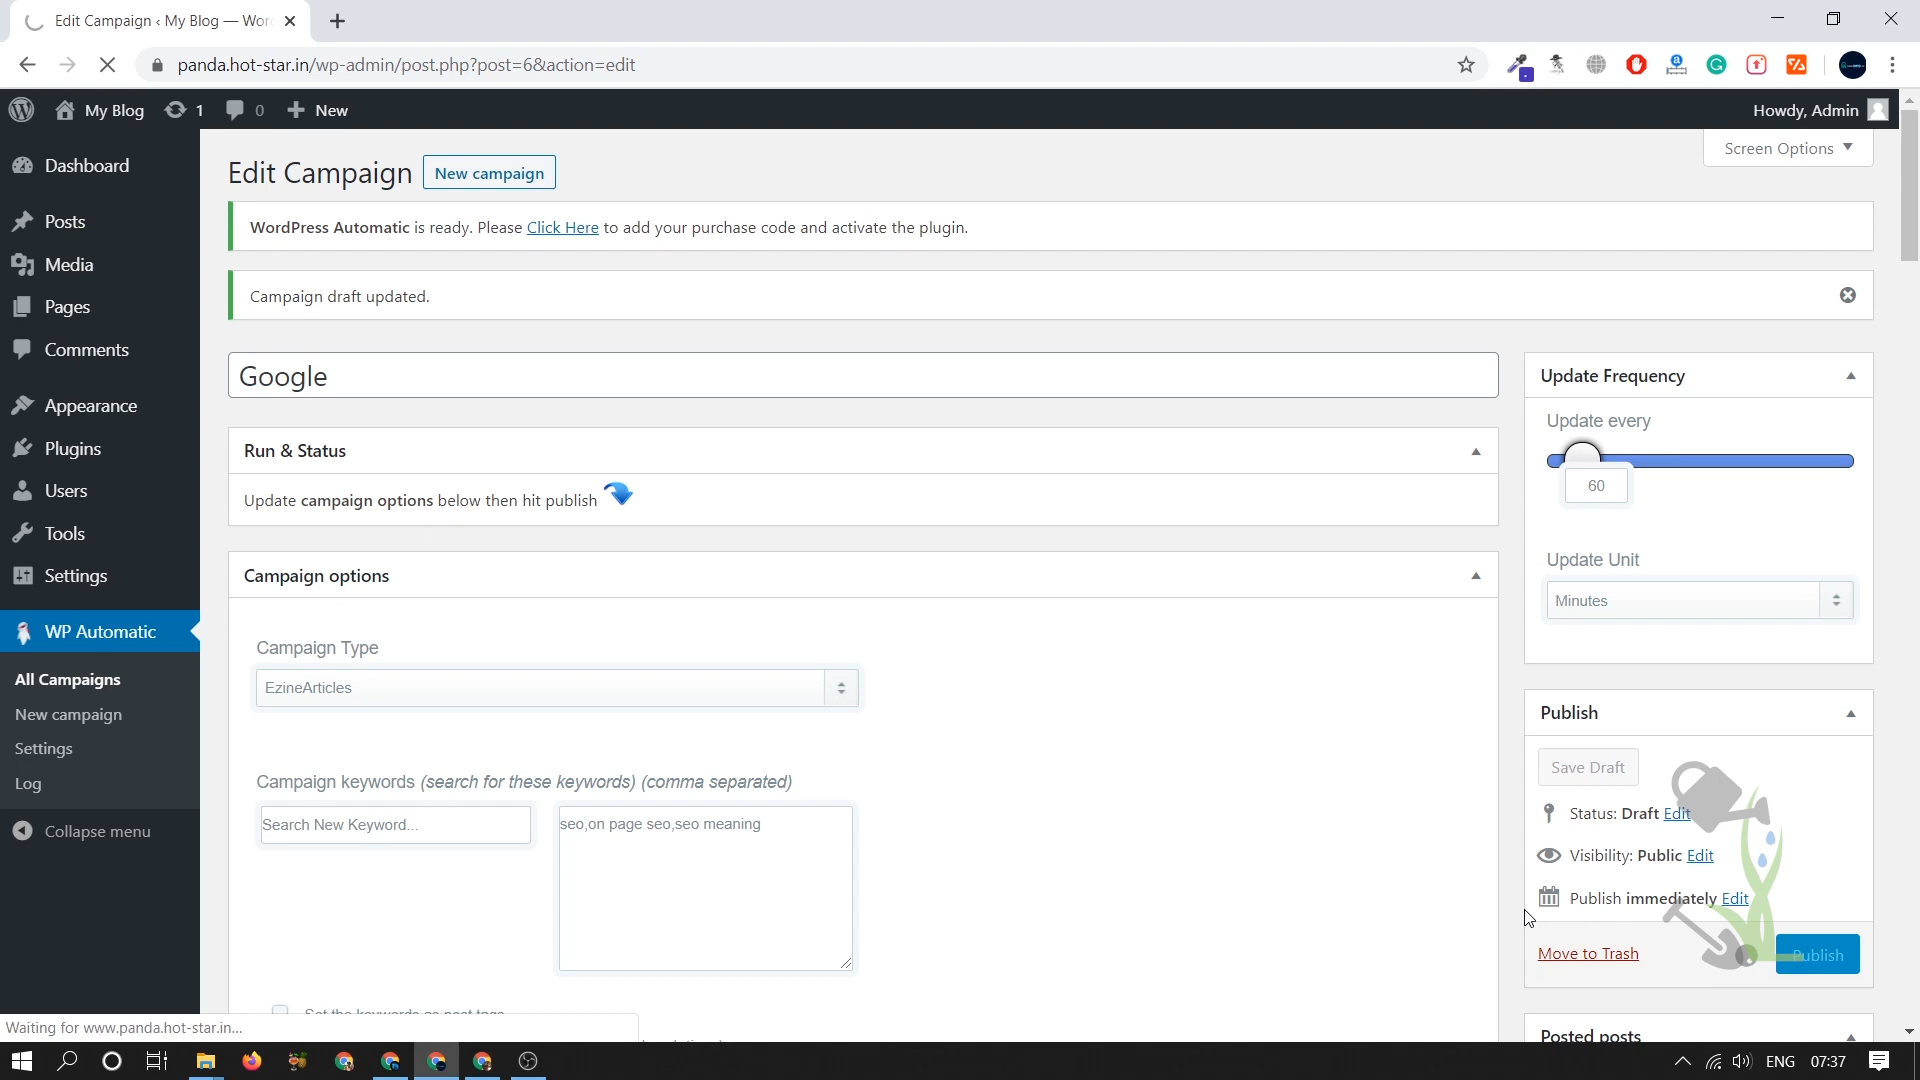 Edit Campaign ‹ My Blog — Wor
panda.hot-star.in/wp-admin/post.php?post=6&action=edit
My Blog
1
0
New
Howdy, Admin
Dashboard
Posts
Media
Pages
Comments
Appearance
Plugins
Users
Tools
Settings
WP Automatic
All Campaigns
New campaign
Settings
Log
Collapse menu
Screen Options
Edit Campaign
New campaign
WordPress Automatic is ready. Please Click Here to add your purchase code and activate the plugin.
Campaign draft updated.
Google
Run & Status
Update campaign options below then hit publish
Campaign options
Campaign Type
EzineArticles
Campaign keywords (search for these keywords) (comma separated)
Search New Keyword...
seo,on page seo,seo meaning
Set the keywords as post tags
Update Frequency
Update every
60
Update Unit
Minutes
Publish
Save Draft
Status: Draft Edit
Visibility: Public Edit
Publish immediately Edit
Move to Trash
Publish
Posted posts
Waiting for www.panda.hot-star.in...
ENG
07:37